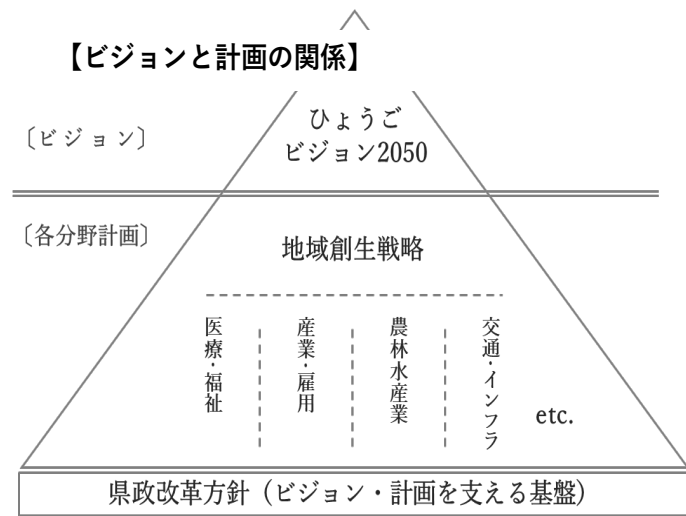 【ビジョンと計画の関係】
〔ビジョン〕
ひょうご
ビジョン2050
〔各分野計画〕
地域創生戦略
医療・福祉
産業・雇用
農林水産業
交通・インフラ
etc.
県政改革方針（ビジョン・計画を支える基盤）